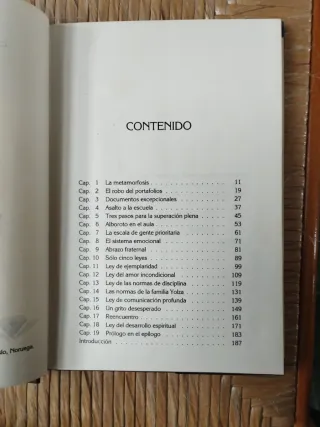 CONTENIDO
Cap. 1 La metamorfosis . . . . . . . . . . . . . . . 11
Cap. 2 El robo del portafolios . . . . . . . . . . . 19
Cap. 3 Documentos excepcionales . . . . . . . . . 27
Cap. 4 Asalto a la escuela . . . . . . . . . . . . . 37
Cap. 5 Tres pasos para la superación plena . . . . 45
Cap. 6 Alboroto en el aula . . . . . . . . . . . . . 53
Cap. 7 La escala de gente prioritaria . . . . . . . . 61
Cap. 8 El sistema emocional . . . . . . . . . . . . 71
Cap. 9 Abrazo fraternal . . . . . . . . . . . . . . 81
Cap. 10 Sólo cinco leyes . . . . . . . . . . . . . . 89
Cap. 11 Ley de ejemplaridad . . . . . . . . . . . . 99
Cap. 12 Ley del amor incondicional . . . . . . . . . 109
Cap. 13 Ley de las normas de disciplina . . . . . . . 119
Cap. 14 Las normas de la familia Yolza . . . . . . . 131
Cap. 15 Ley de comunicación profunda . . . . . . . 139
Cap. 16 Un grito desesperado . . . . . . . . . . . . 149
Cap. 17 Reencuentro . . . . . . . . . . . . . . . . 161
Cap. 18 Ley del desarrollo espiritual . . . . . . . . . 171
Cap. 19 Prólogo en el epílogo . . . . . . . . . . . . 183
Introducción . . . . . . . . . . . . . . . . . . . . 187
Noruega.